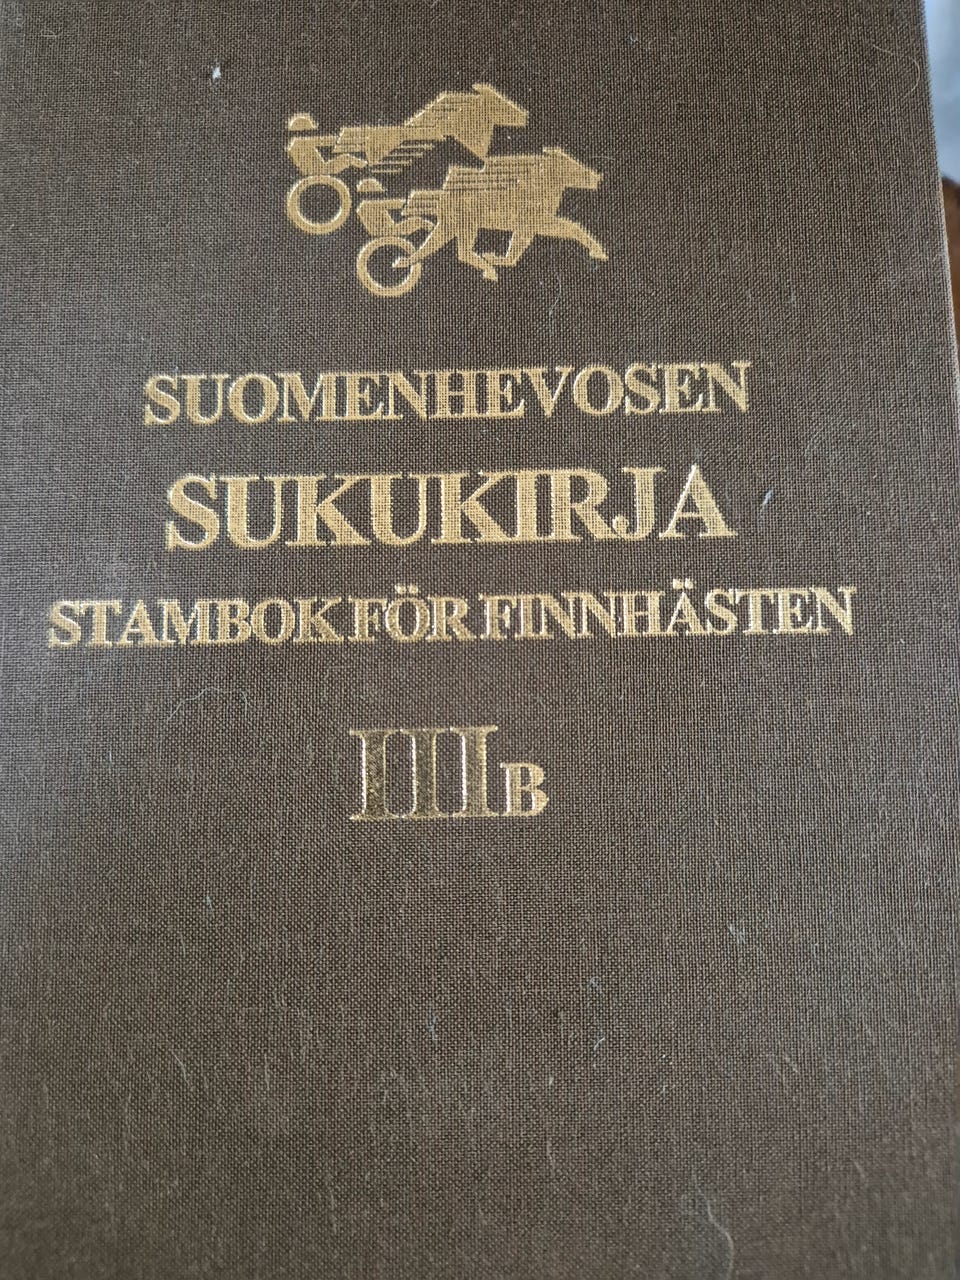 SUOMENHEVOSEN
SUKUKIRJA
STAMBOK FÖR FINNHÄSTEN
IIIB